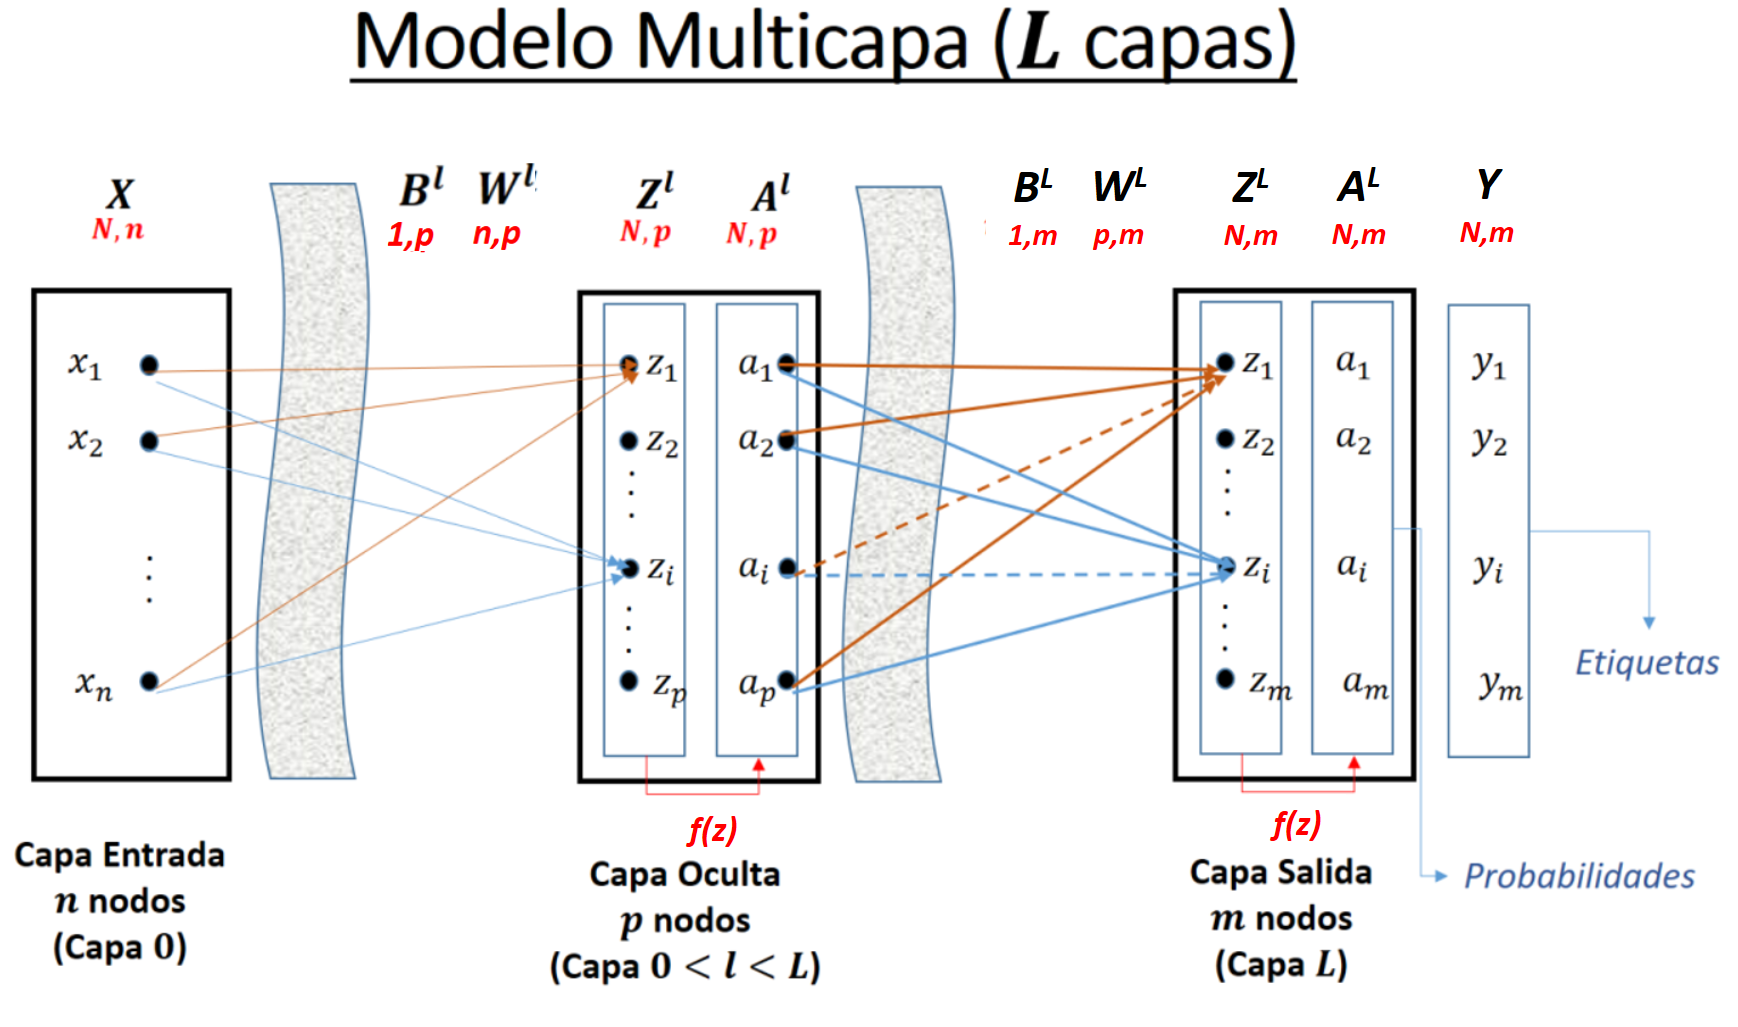 Modelo Multicapa (L capas)
X B^l W^l Z^l A^l B^L W^L Z^L A^L Y
N,n 1,p n,p N,p N,p 1,m p,m N,m N,m N,m
x_1 z_1 a_1 z_1 a_1 y_1
x_2 z_2 a_2 z_2 a_2 y_2
z_i a_i z_i a_i y_i
x_n z_p a_p z_m a_m y_m
Etiquetas
f(z) f(z)
Probabilidades
Capa Entrada
n nodos
(Capa 0)
Capa Oculta
p nodos
(Capa 0 < l < L)
Capa Salida
m nodos
(Capa L)